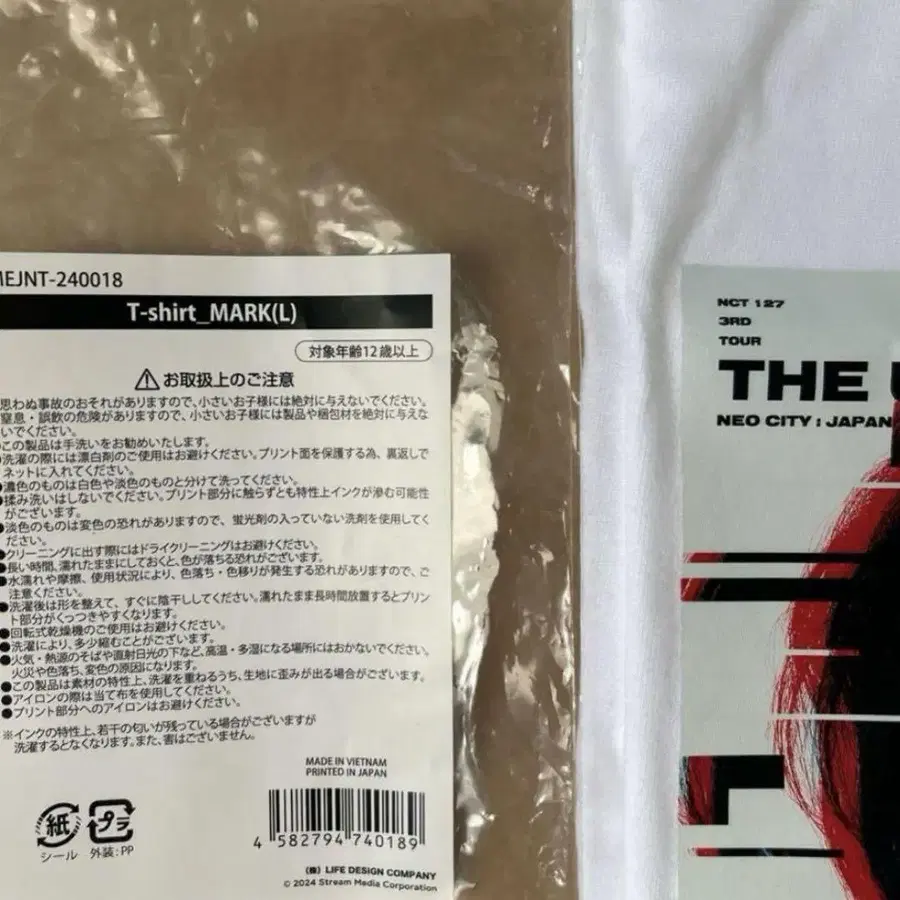 MEJNT-240018
T-shirt_MARK(L)
対象年齢12歳以上
お取扱上のご注意
思わぬ事故のおそれがありますので、小さいお子様には絶対に与えないでください。
窒息・誤飲の危険がありますので、小さいお子様には製品や梱包材を絶対に与えな
いでください。
この製品は手洗いをお勧めいたします。
洗濯の際には漂白剤のご使用はお避けください。プリント面を保護する為、裏返しで
ネットに入れてください。
●濃色のものは白色や淡色のものと分けて洗ってください。
●揉み洗いはしないでください。プリント部分に触らずとも特性上インクが滲む可能性
がございます。
●淡色のものは変色の恐れがありますので、蛍光剤の入っていない洗剤を使用してく
ださい。
●クリーニングに出す際にはドライクリーニングはお避けください。
●長い時間、濡れたままにしておくと、色が落ちる恐れがございます。
●水濡れや摩擦、使用状況により、色落ち・色移りが発生する恐れがありますので、ご
注意ください。
●洗濯後は形を整えて、すぐに陰干ししてください。濡れたまま長時間放置するとプリン
ト部分がくっつきやすくなります。
●回転式乾燥機のご使用はお避けください。
●洗濯により、多少縮むことがございます。
●火気・熱源のそばや直射日光の下など、高温・多湿になる場所にはおかないでください。
火災や色落ち、変色の原因になります。
●この製品は素材の特性上、洗濯を重ねるうち、生地に歪みが出る場合がございます。
●アイロンの際は当て布を使用してください。
●プリント部分へのアイロンはお避けください。
※インクの特性上、若干の匂いが残っている場合がございますが
洗濯するとなくなります。また、害はございません。
MADE IN VIETNAM
PRINTED IN JAPAN
紙
シール
プラ
外装:PP
4 582794 740189
(株) LIFE DESIGN COMPANY
© 2024 Stream Media Corporation
NCT 127
3RD
TOUR
THE
NEO CITY : JAPAN